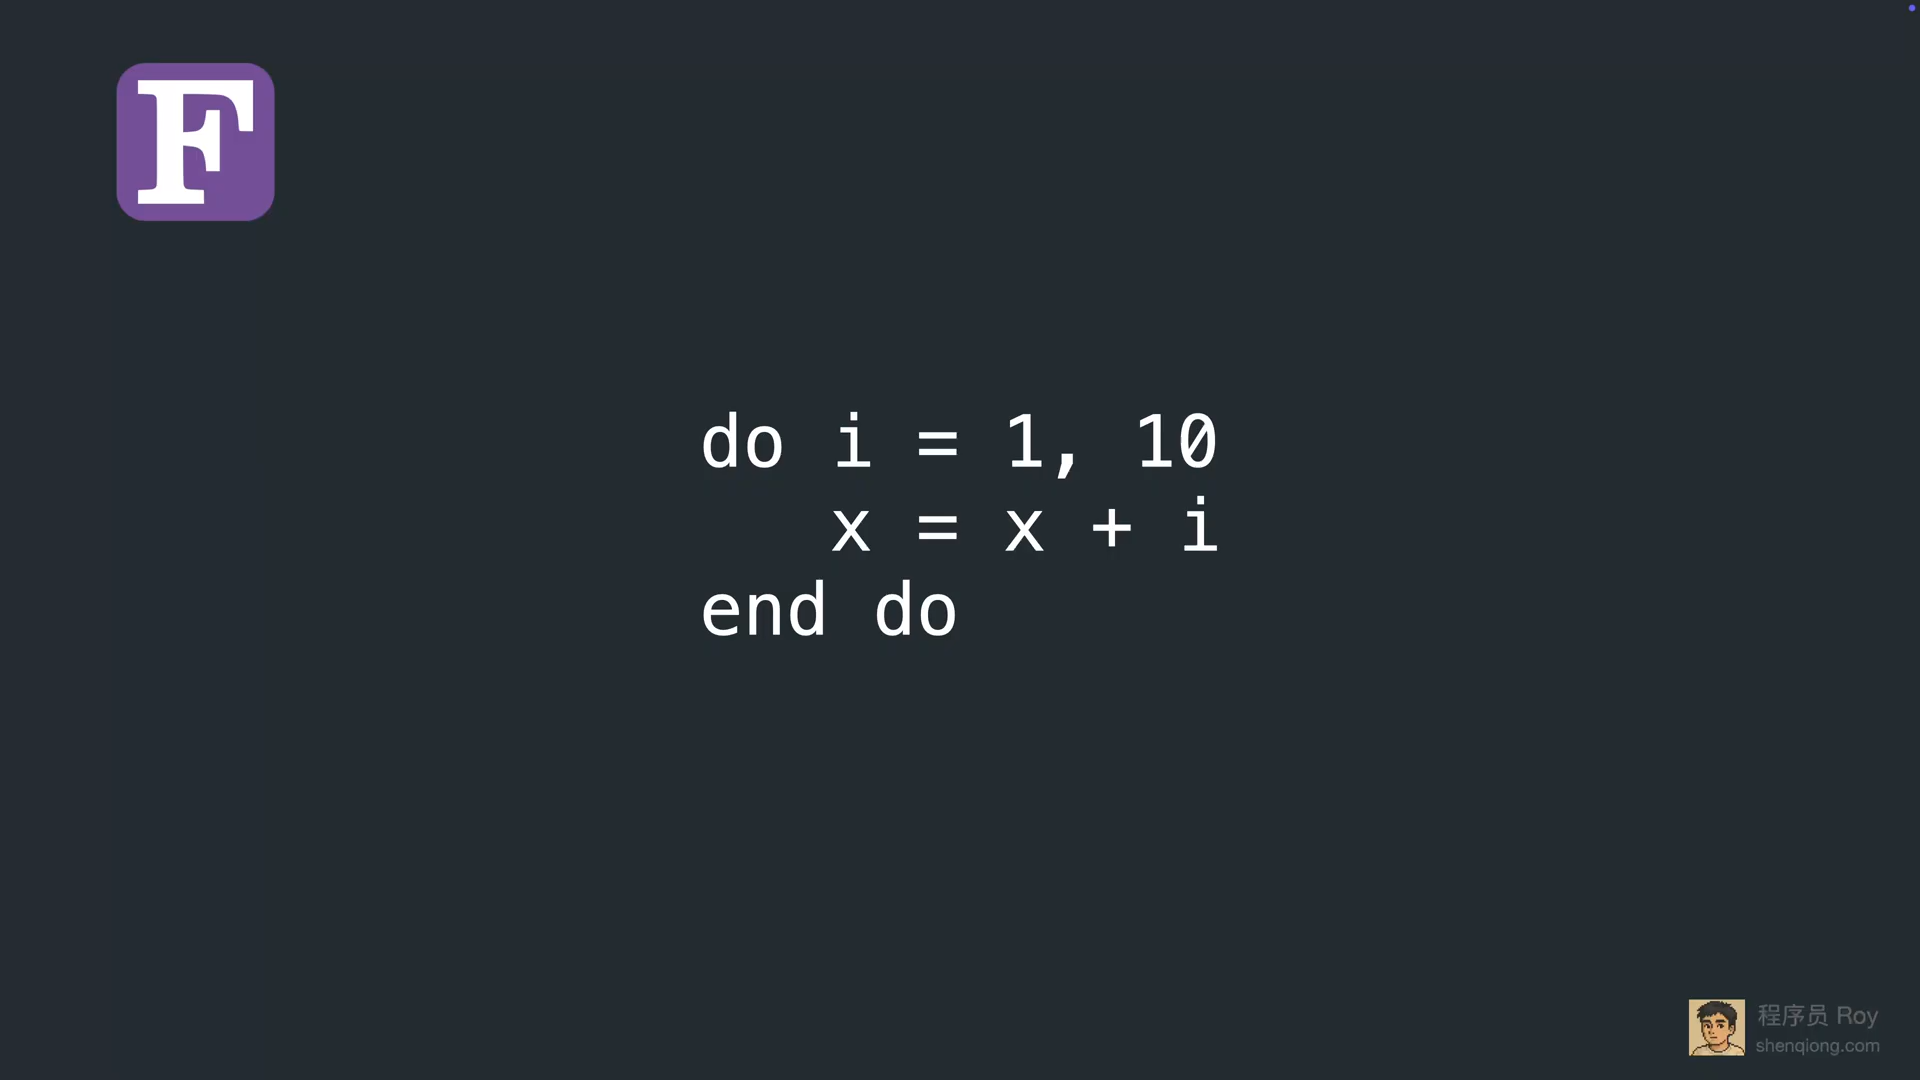 F
do i = 1, 10
   x = x + i
end do
程序员 Roy
shenqiong.com